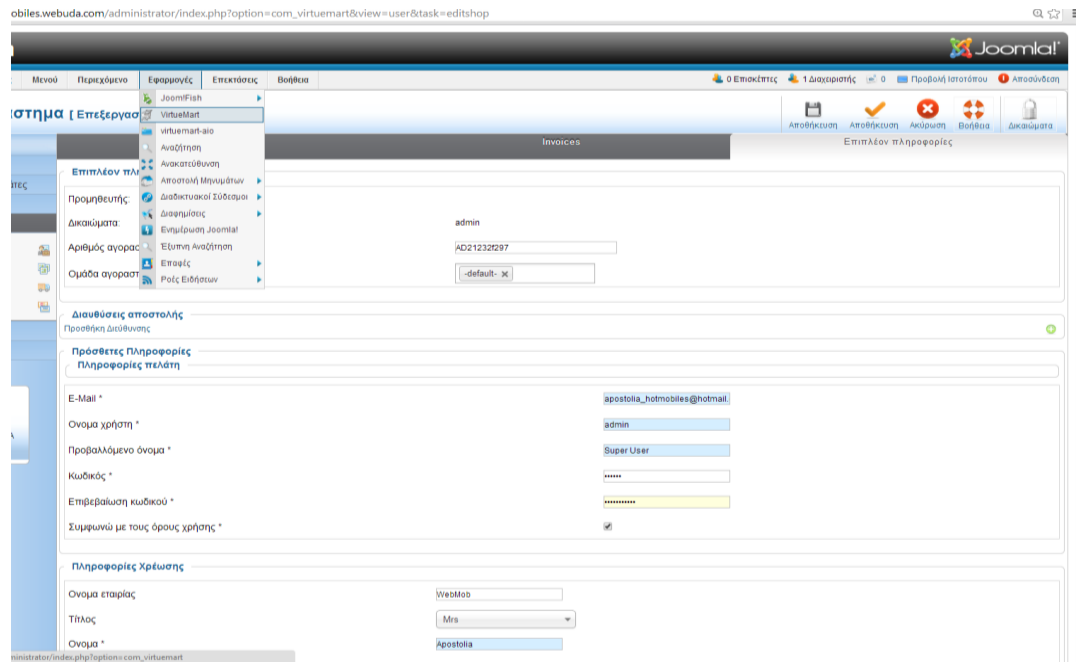 obiles.webuda.com/administrator/index.php?option=com_virtuemart&view=user&task=editshop
Joomla!
Μενού Περιεχόμενο Εφαρμογές Επεκτάσεις Βοήθεια 0 Επισκέπτες 1 Διαχειριστής 0 Προβολή Ιστοτόπου Αποσύνδεση
στημα [ Επεξεργασ
Αποθήκευση Αποθήκευση Ακύρωση Βοήθεια Δικαιώματα
Invoices Επιπλέον πληροφορίες
Joom!Fish
VirtueMart
virtuemart-aio
Αναζήτηση
Ανακατεύθυνση
Αποστολή Μηνυμάτων
Διαδικτυακοί Σύδεσμοι
Διαφημίσεις
Ενημέρωση Joomla!
Έξυπνη Αναζήτηση
Επαφές
Ροές Ειδήσεων
άτες
Επιπλέον πλη
Προμηθευτής:
Δικαιώματα: admin
Αριθμός αγορασ AD21232f297
Ομάδα αγοραστ -default-
Διαυθύσεις αποστολής
Προσθήκη Διεύθυνσης
Πρόσθετες Πληροφορίες
Πληροφορίες πελάτη
E-Mail * apostolia_hotmobiles@hotmail.
Ονομα χρήστη * admin
Προβαλλόμενο όνομα * Super User
Κωδικός * ••••••
Επιβεβαίωση κωδικού * •••••••••••
Συμφωνώ με τους όρους χρήσης *
Πληροφορίες Χρέωσης
Ονομα εταιρίας WebMob
Τίτλος Mrs
Ονομα * Apostolia
ministrator/index.php?option=com_virtuemart